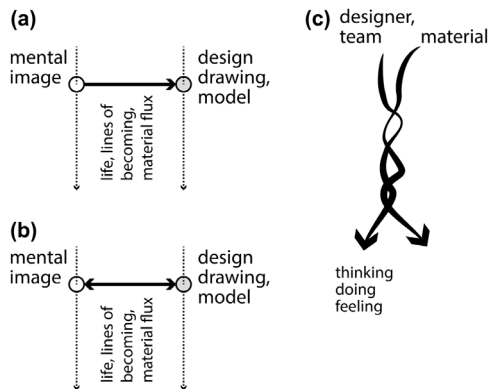 (a)
mental
image
design
drawing,
model
life, lines of
becoming,
material flux
(b)
mental
image
design
drawing,
model
life, lines of
becoming,
material flux
(c)
designer,
team
material
thinking
doing
feeling